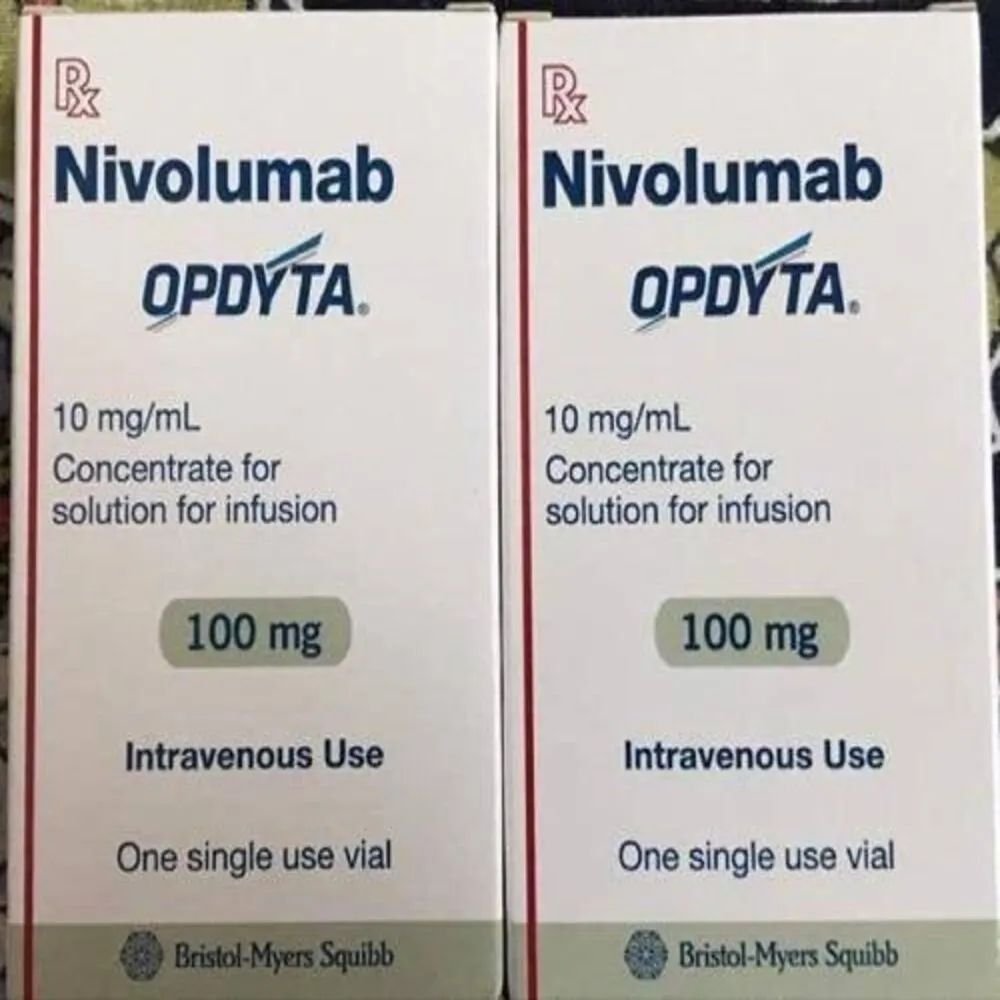 Rx
Nivolumab
OPDYTA®
10 mg/mL
Concentrate for
solution for infusion
100 mg
Intravenous Use
One single use vial
Bristol-Myers Squibb
Rx
Nivolumab
OPDYTA®
10 mg/mL
Concentrate for
solution for infusion
100 mg
Intravenous Use
One single use vial
Bristol-Myers Squibb